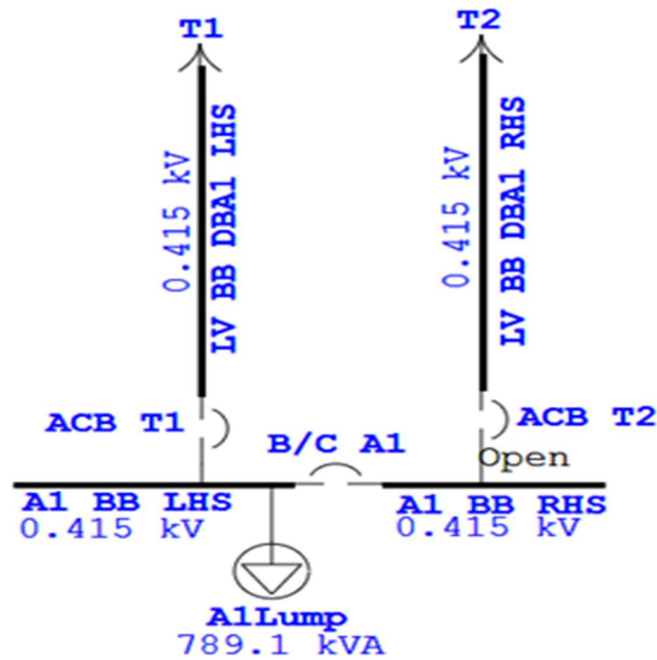 T1
T2
0.415 kV
LV BB DBA1 LHS
0.415 kV
LV BB DBA1 RHS
ACB T1
ACB T2
B/C A1
Open
A1 BB LHS
0.415 kV
A1 BB RHS
0.415 kV
A1Lump
789.1 kVA